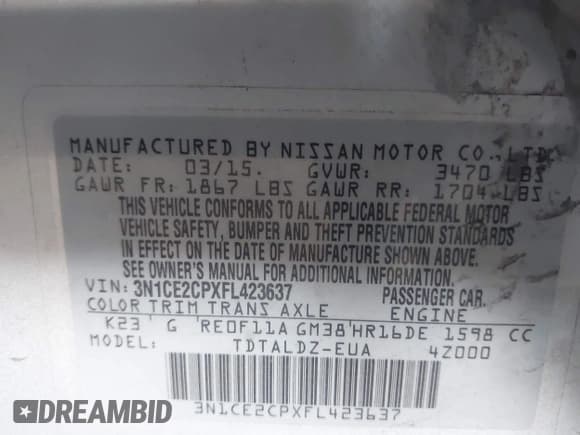 MANUFACTURED BY NISSAN MOTOR CO., LTD.
DATE: 03/15. GVWR: 3470 LBS
GAWR FR: 1867 LBS GAWR RR: 1704 LBS
THIS VEHICLE CONFORMS TO ALL APPLICABLE FEDERAL MOTOR
VEHICLE SAFETY, BUMPER AND THEFT PREVENTION STANDARDS
IN EFFECT ON THE DATE OF MANUFACTURE SHOWN ABOVE.
SEE OWNER'S MANUAL FOR ADDITIONAL INFORMATION.
VIN: 3N1CE2CPXFL423637 PASSENGER CAR.
COLOR TRIM TRANS AXLE ENGINE
K23 G RE0F11A GM38 HR16DE 1598 CC
MODEL: TDTALDZ-EUA 4Z000
3N1CE2CPXFL423637
DREAMBID
DREAMBID